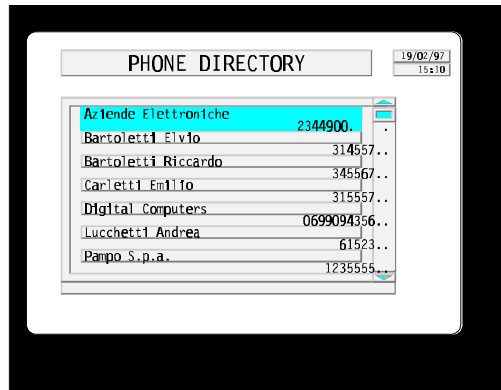 PHONE DIRECTORY
19/02/97
15:10
Aziende Elettroniche
2344900. .
Bartoletti Elvio
314557..
Bartoletti Riccardo
345567..
Carletti Emilio
315557..
Digital Computers
0699094356..
Lucchetti Andrea
61523..
Pampo S.p.a.
1235555..